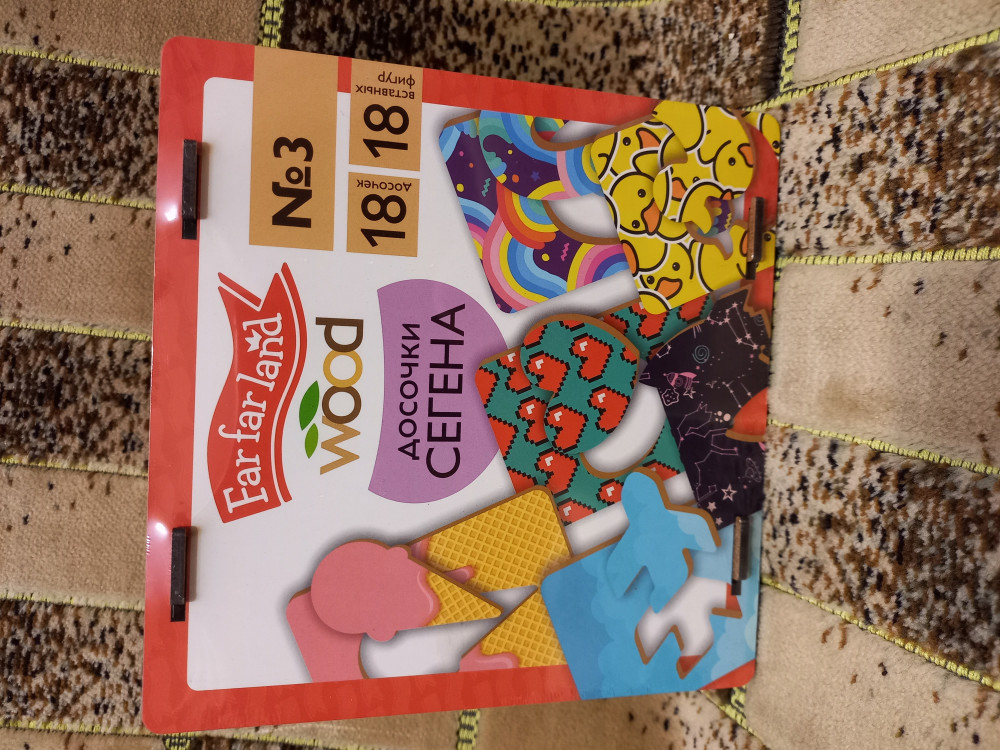 Far far land
wood
№3
18
досочек
18
вставных
фигур
досочки
СЕГЕНА